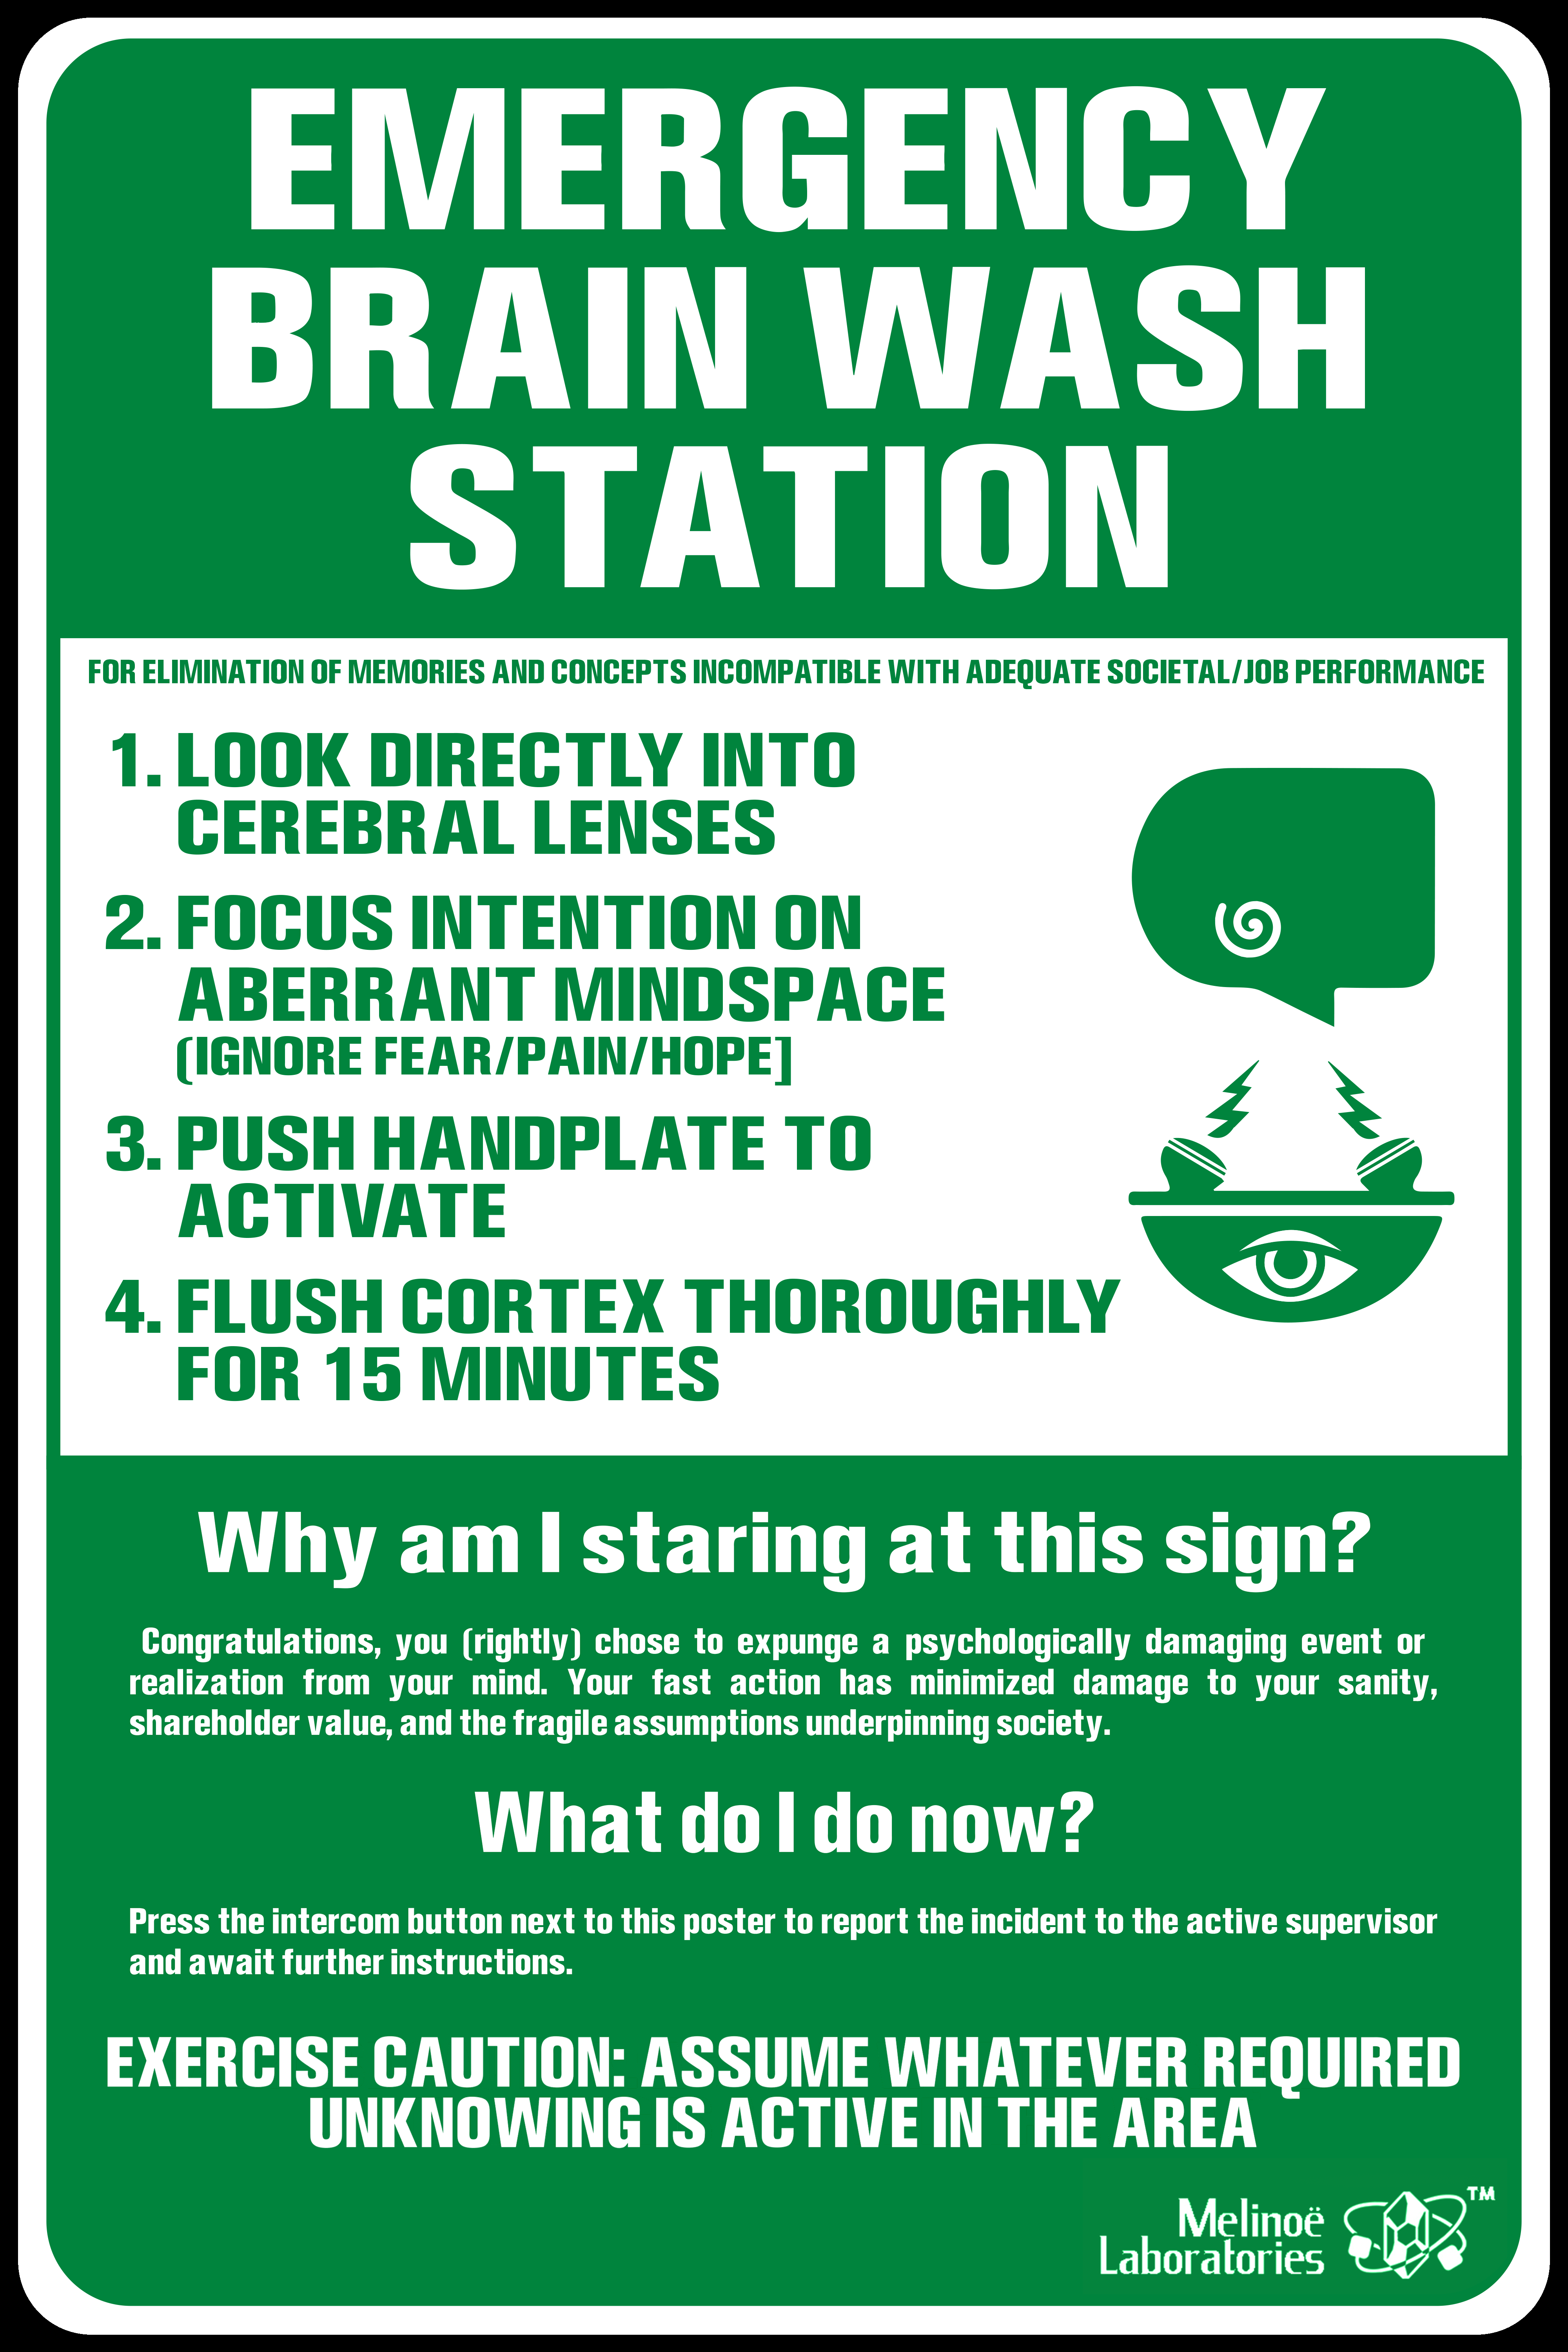 EMERGENCY
BRAIN WASH
STATION
FOR ELIMINATION OF MEMORIES AND CONCEPTS INCOMPATIBLE WITH ADEQUATE SOCIETAL/JOB PERFORMANCE
1. LOOK DIRECTLY INTO
CEREBRAL LENSES
2. FOCUS INTENTION ON
ABERRANT MINDSPACE
(IGNORE FEAR/PAIN/HOPE]
3. PUSH HANDPLATE TO
ACTIVATE
4. FLUSH CORTEX THOROUGHLY
FOR 15 MINUTES
Why am I staring at this sign?
Congratulations, you (rightly) chose to expunge a psychologically damaging event or
realization from your mind. Your fast action has minimized damage to your sanity,
shareholder value, and the fragile assumptions underpinning society.
What do I do now?
Press the intercom button next to this poster to report the incident to the active supervisor
and await further instructions.
EXERCISE CAUTION: ASSUME WHATEVER REQUIRED
UNKNOWING IS ACTIVE IN THE AREA
Melinoë
Laboratories
TM